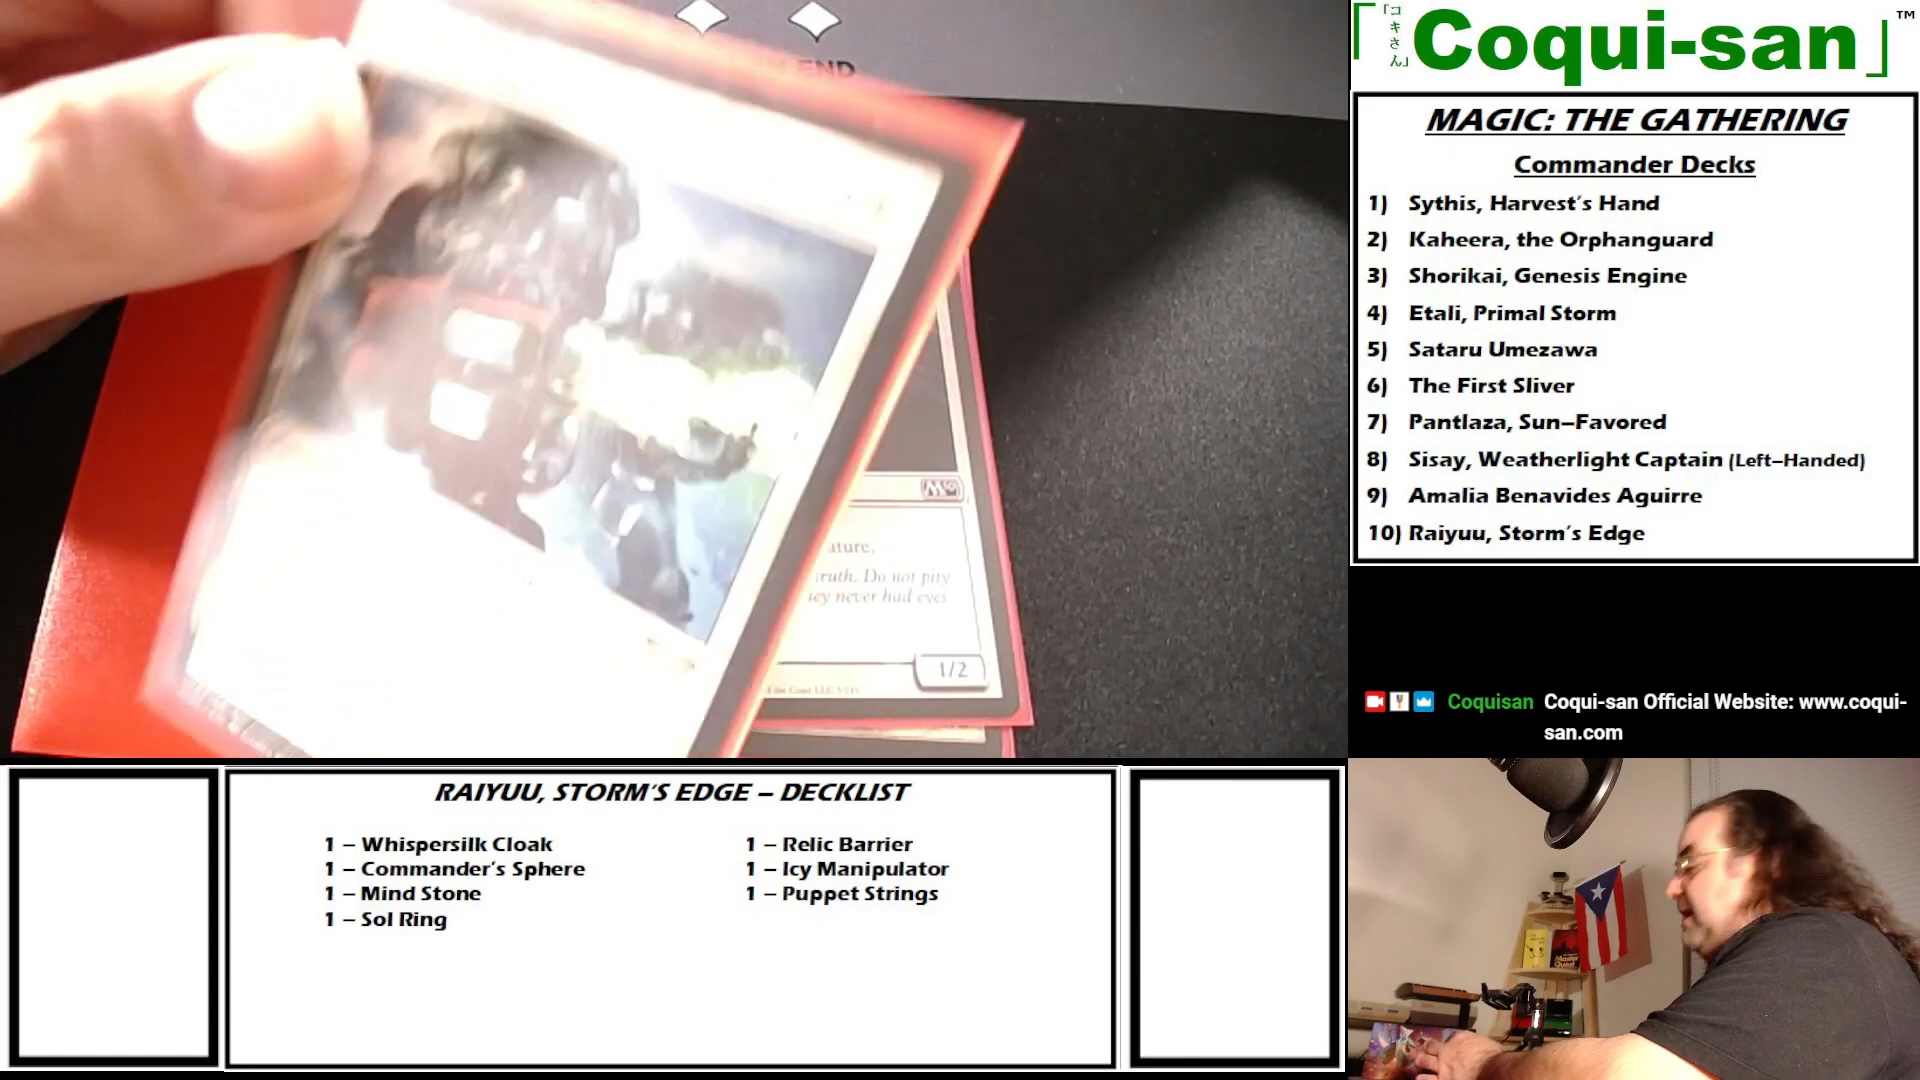 END
ature.
truth. Do not pity
they never had eyes
1/2
「コキさん」
「Coqui-san」™
MAGIC: THE GATHERING
Commander Decks
1) Sythis, Harvest's Hand
2) Kaheera, the Orphanguard
3) Shorikai, Genesis Engine
4) Etali, Primal Storm
5) Sataru Umezawa
6) The First Sliver
7) Pantlaza, Sun–Favored
8) Sisay, Weatherlight Captain (Left–Handed)
9) Amalia Benavides Aguirre
10) Raiyuu, Storm's Edge
Coquisan Coqui-san Official Website: www.coqui-
san.com
RAIYUU, STORM'S EDGE – DECKLIST
1 – Whispersilk Cloak
1 – Commander's Sphere
1 – Mind Stone
1 – Sol Ring
1 – Relic Barrier
1 – Icy Manipulator
1 – Puppet Strings
Master
Quest